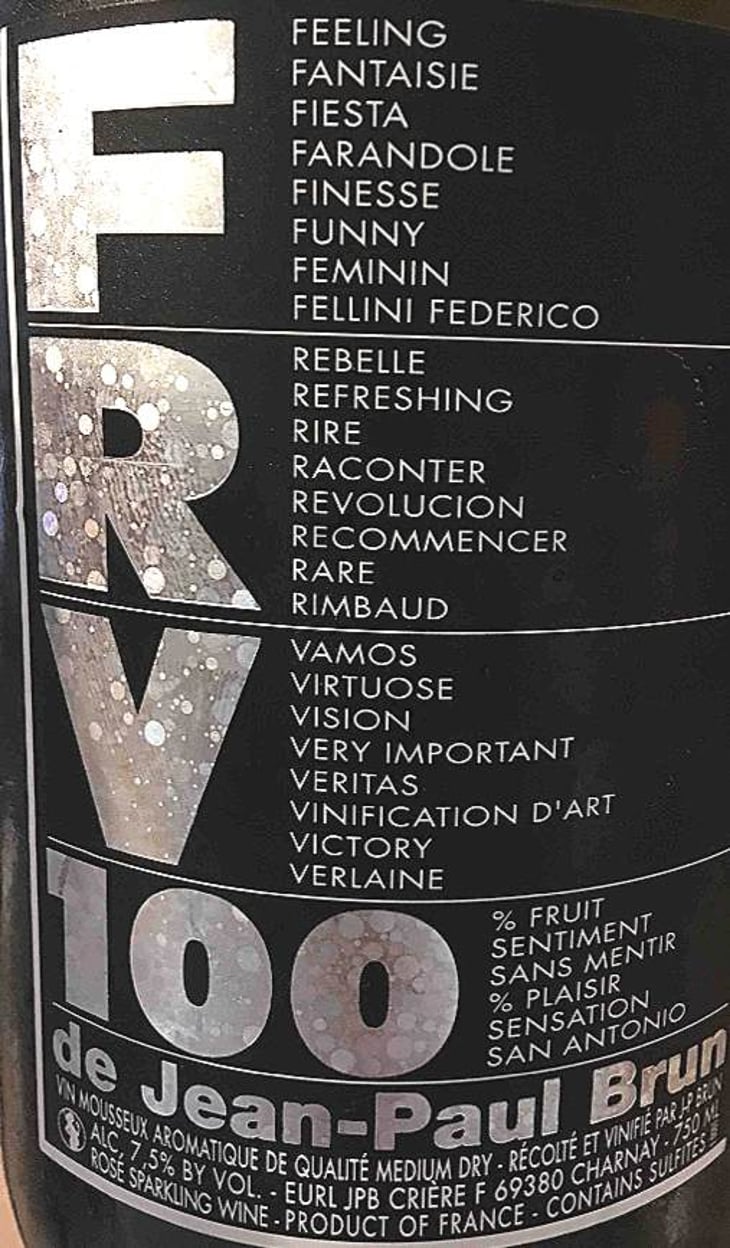 F
FEELING
FANTAISIE
FIESTA
FARANDOLE
FINESSE
FUNNY
FEMININ
FELLINI FEDERICO
R
REBELLE
REFRESHING
RIRE
RACONTER
REVOLUCION
RECOMMENCER
RARE
RIMBAUD
V
VAMOS
VIRTUOSE
VISION
VERY IMPORTANT
VERITAS
VINIFICATION D'ART
VICTORY
VERLAINE
100
% FRUIT
SENTIMENT
SANS MENTIR
% PLAISIR
SENSATION
SAN ANTONIO
de Jean-Paul Brun
VIN MOUSSEUX AROMATIQUE DE QUALITÉ MEDIUM DRY - RÉCOLTÉ ET VINIFIÉ PAR J-P BRUN
ALC. 7,5% BY VOL. - EURL JPB CRIÈRE F 69380 CHARNAY - 750 ML
ROSÉ SPARKLING WINE - PRODUCT OF FRANCE - CONTAINS SULFITES